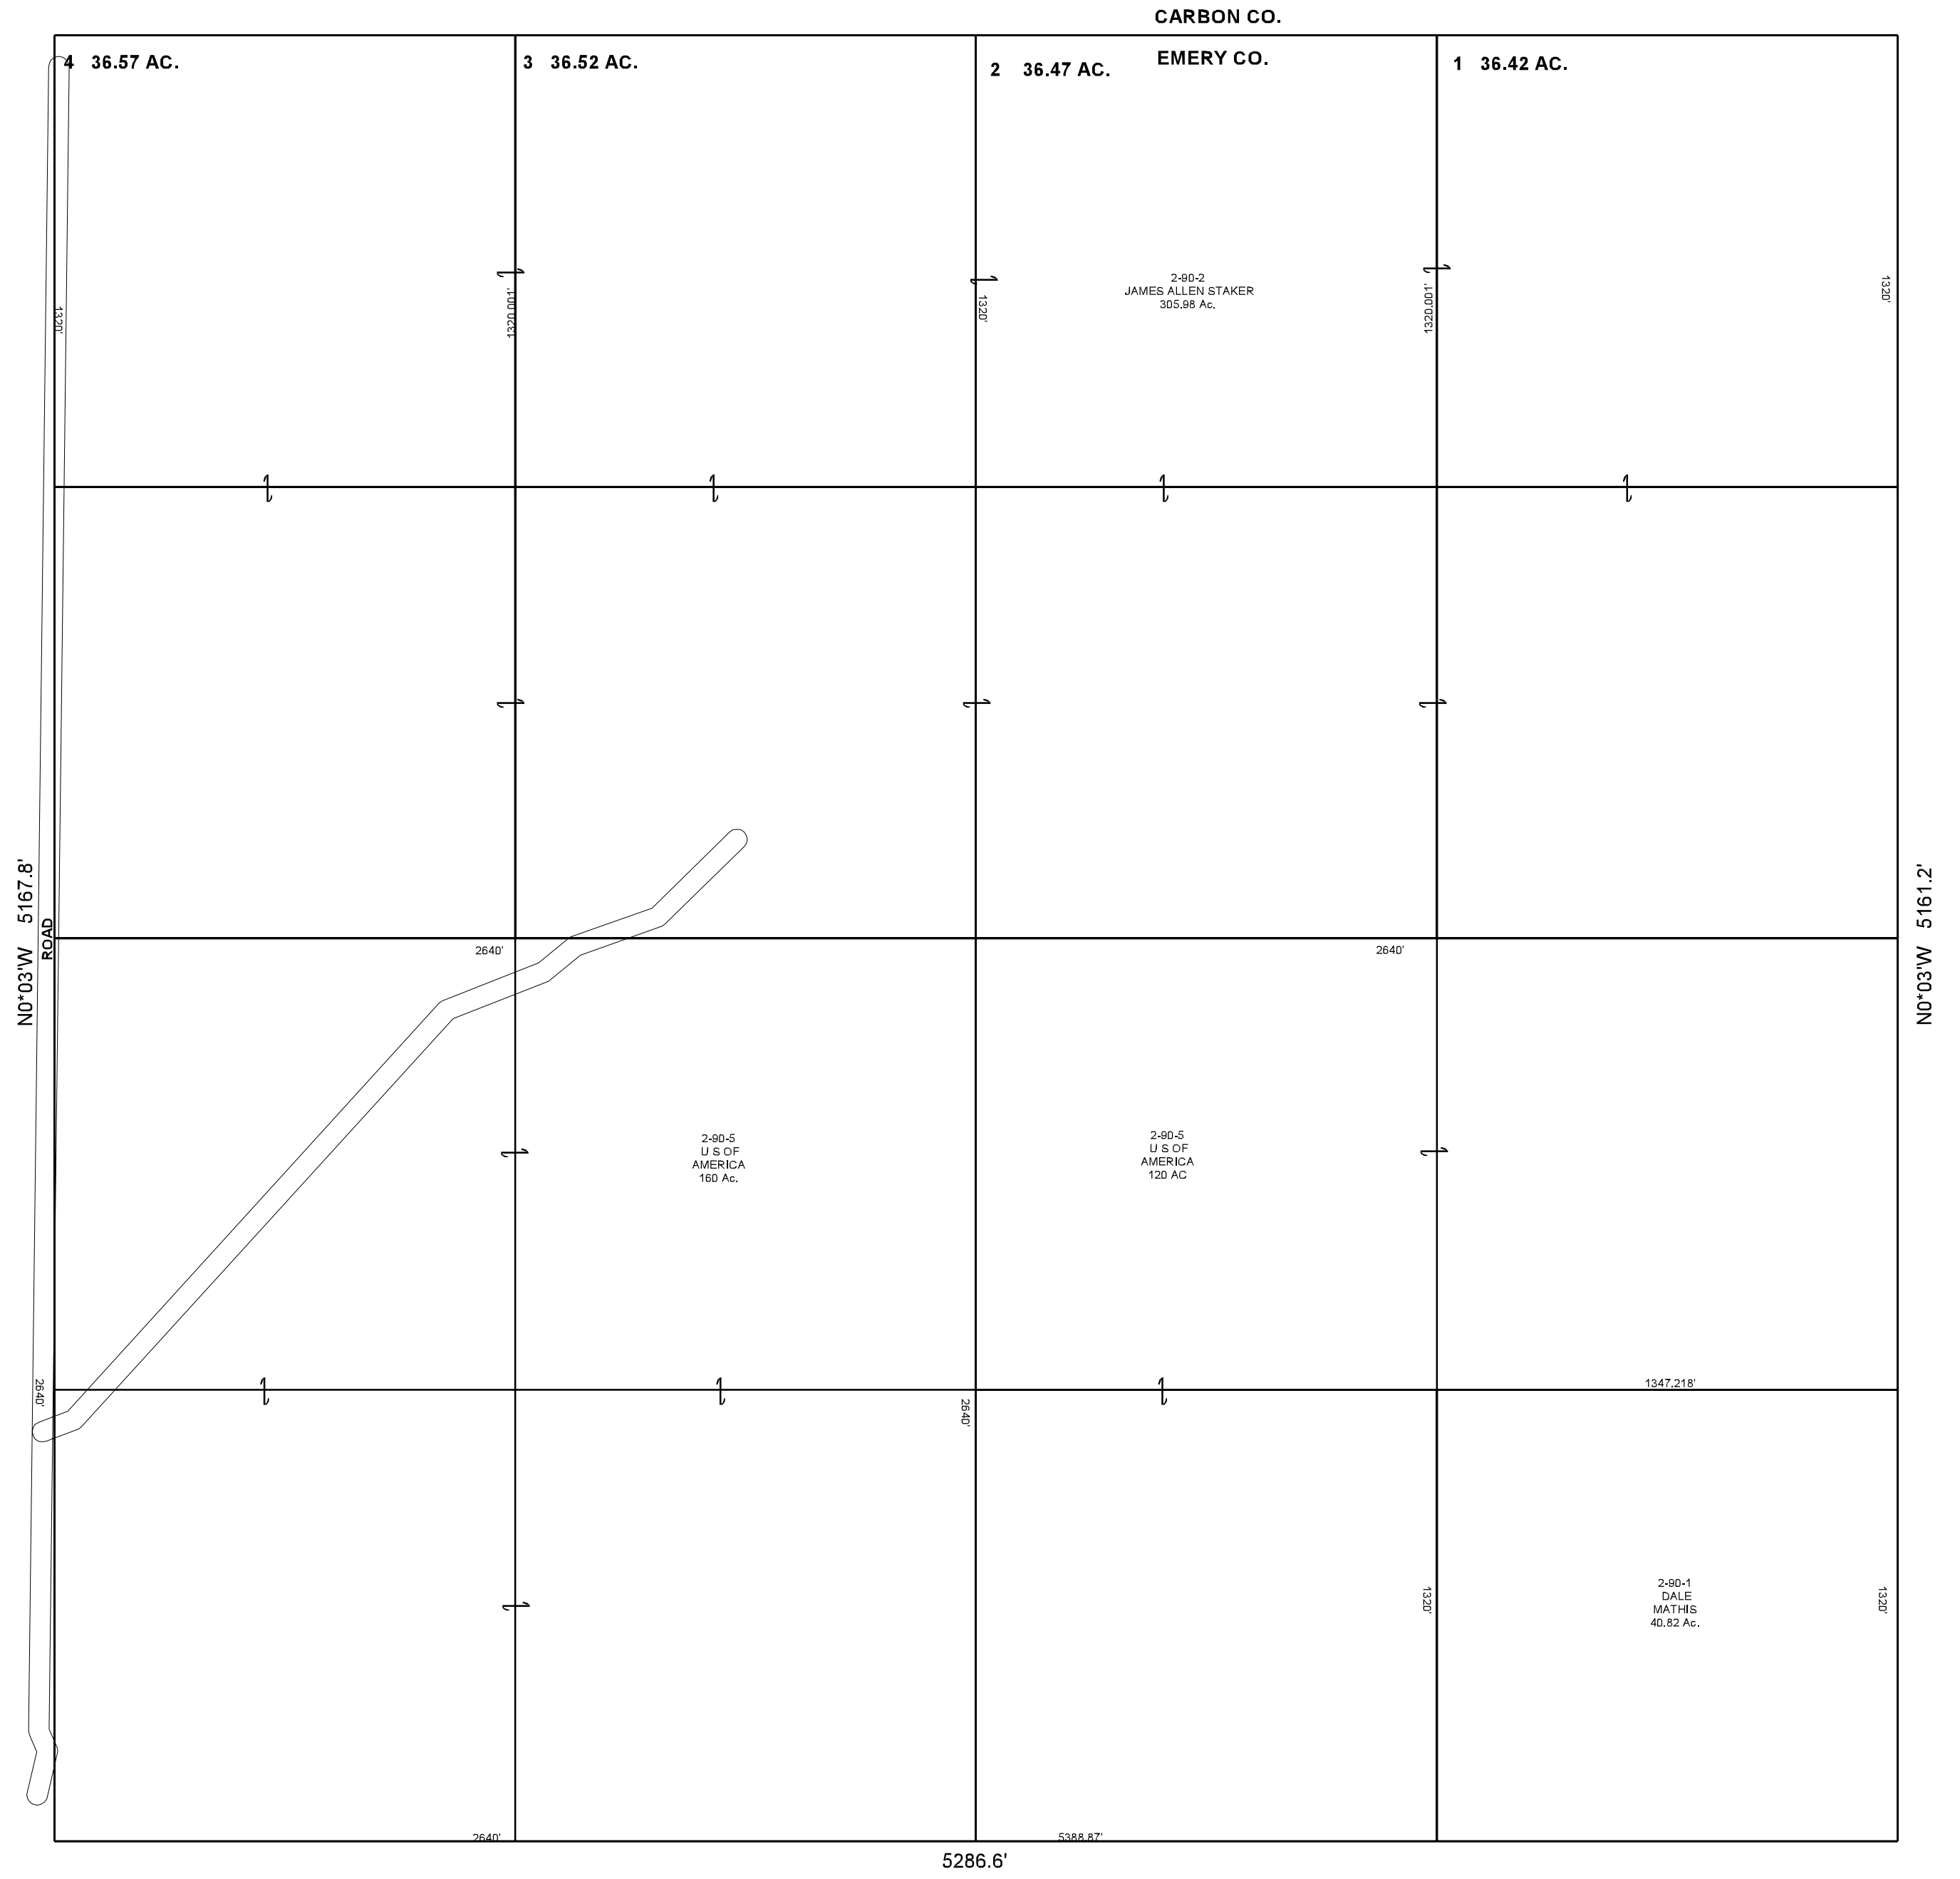 CARBON CO.
EMERY CO.
4 36.57 AC.
3 36.52 AC.
2 36.47 AC.
1 36.42 AC.
2-90-2
JAMES ALLEN STAKER
305.98 Ac.
1320'
1320.001'
1320'
1320.001'
1320'
N0*03'W 5167.8'
ROAD
2640'
2640'
N0*03'W 5161.2'
2-90-5
U S OF
AMERICA
160 Ac.
2-90-5
U S OF
AMERICA
120 AC
2640'
2640'
1347.218'
1320'
2-90-1
DALE
MATHIS
40.82 Ac.
1320'
2640'
5388.87'
5286.6'